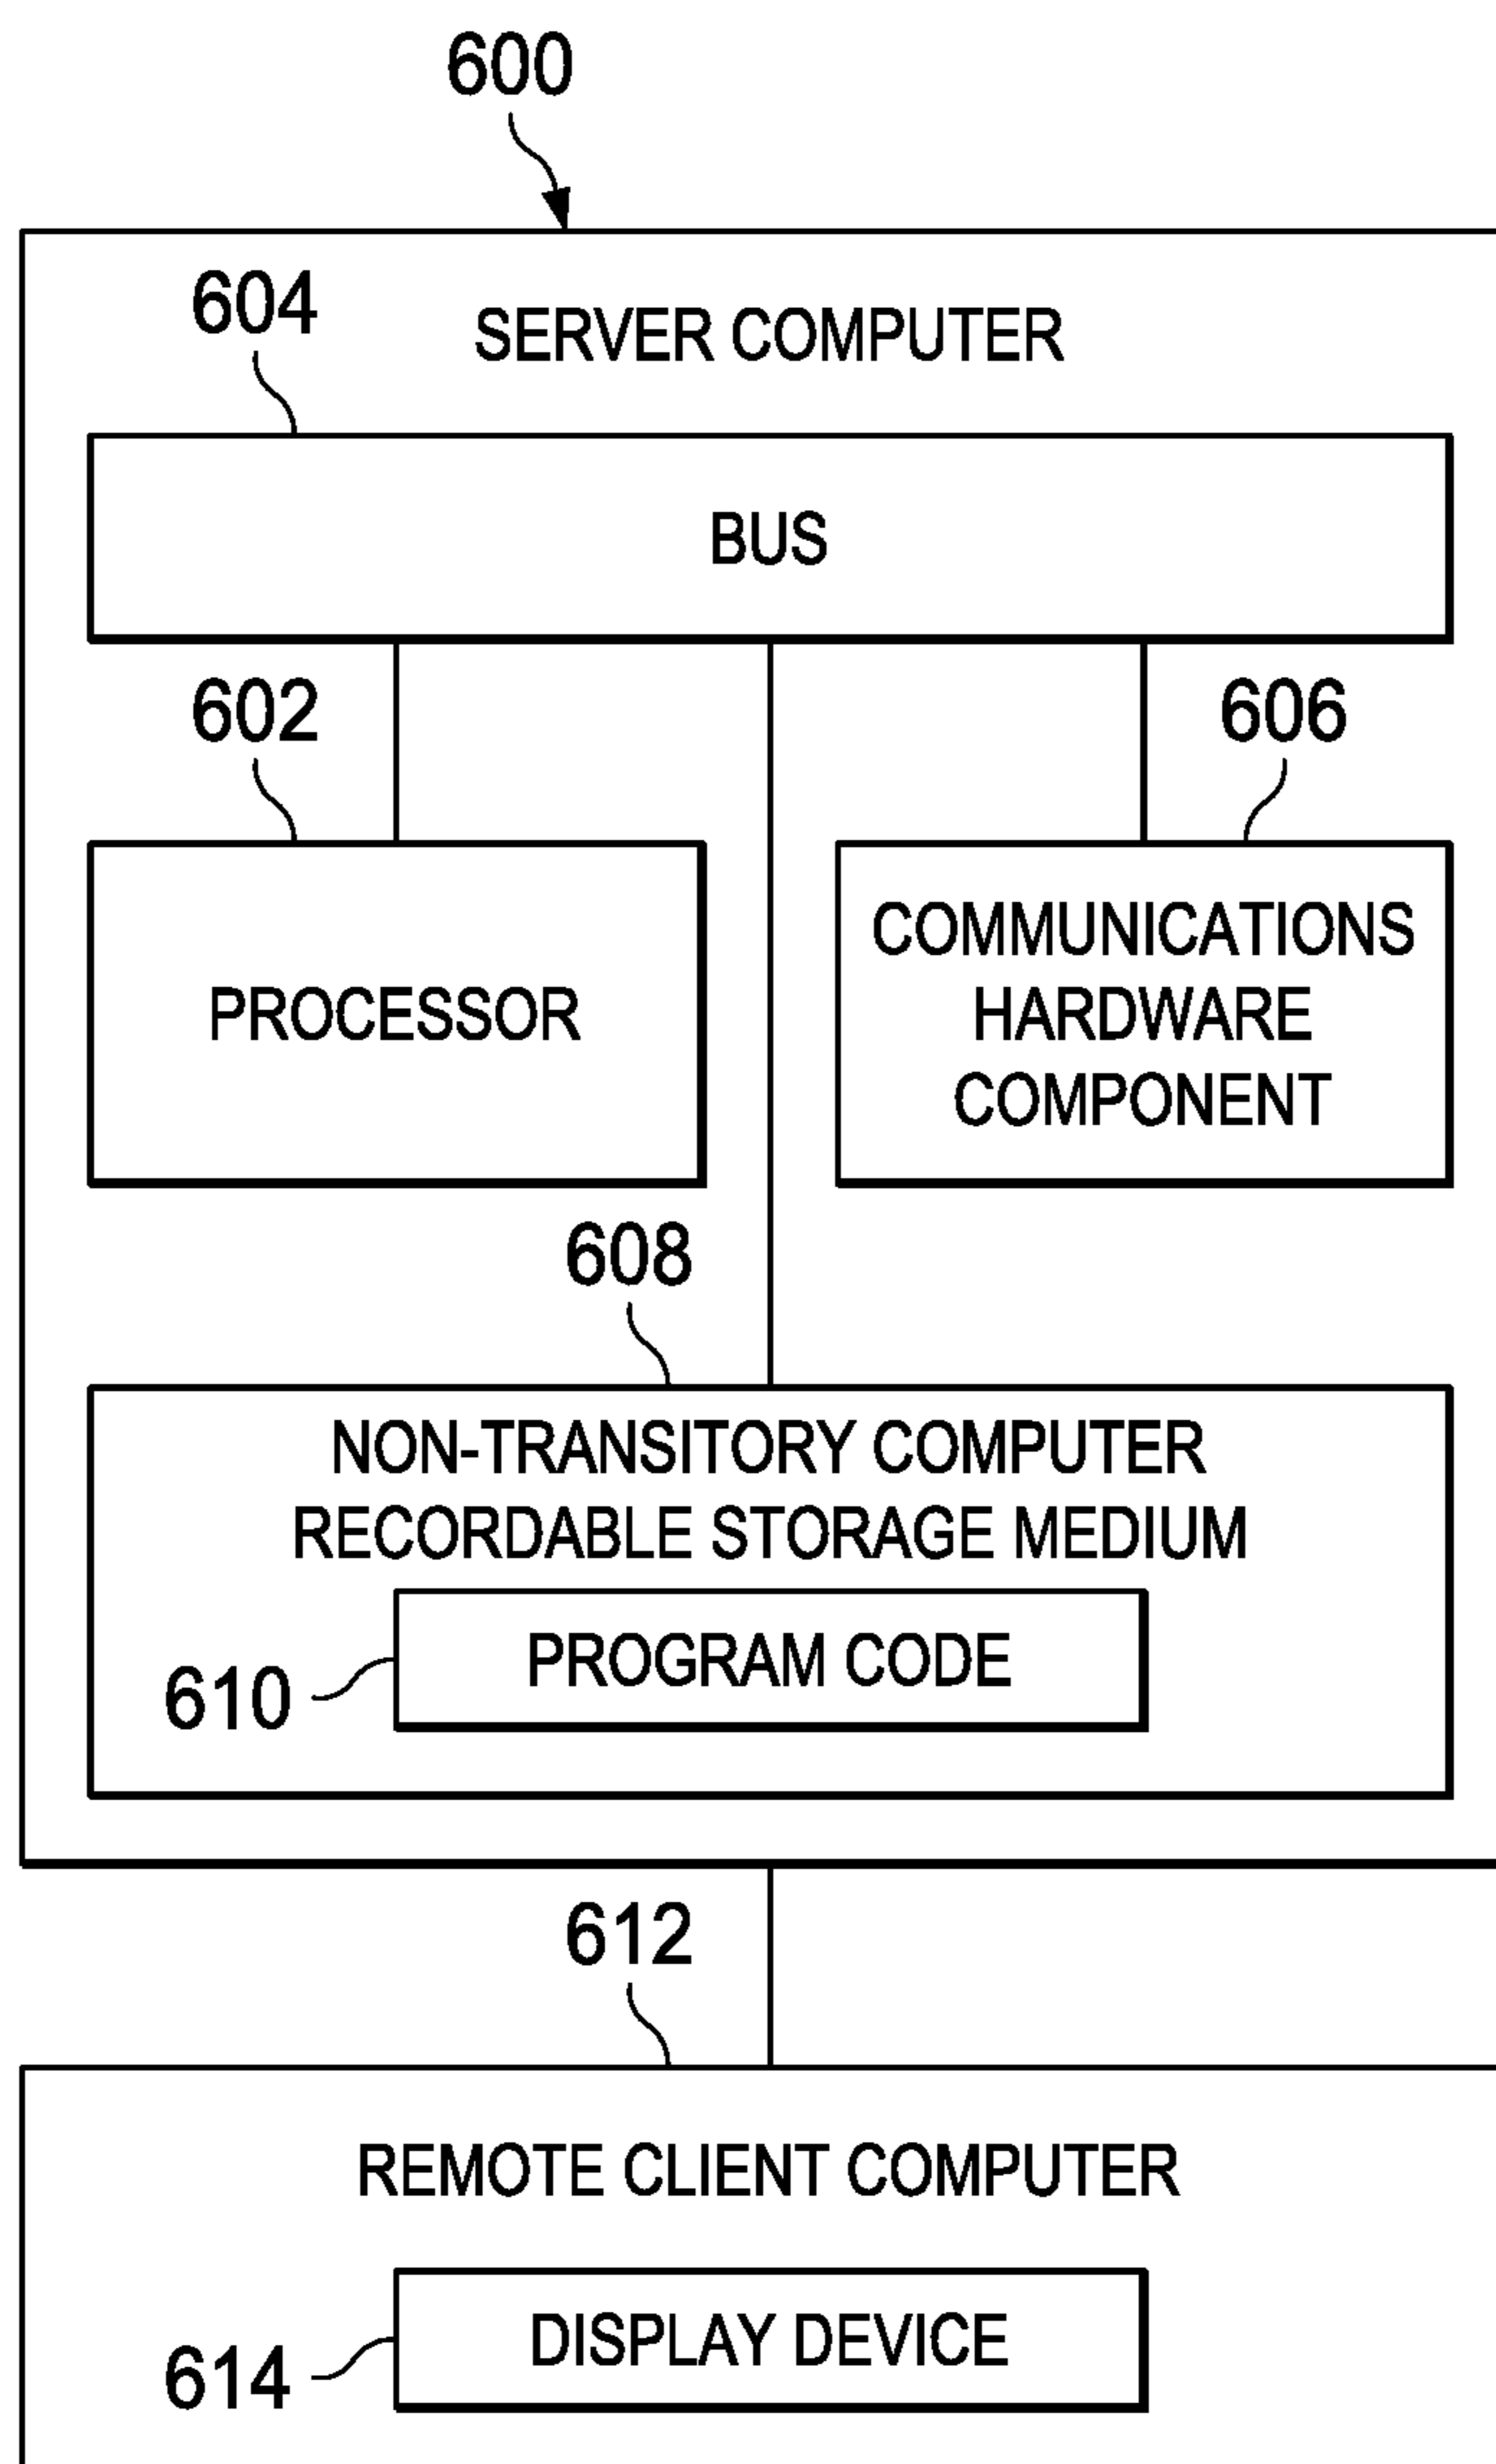 600
604
SERVER COMPUTER
BUS
602
606
PROCESSOR
COMMUNICATIONS
HARDWARE
COMPONENT
608
NON-TRANSITORY COMPUTER
RECORDABLE STORAGE MEDIUM
PROGRAM CODE
610
612
REMOTE CLIENT COMPUTER
DISPLAY DEVICE
614